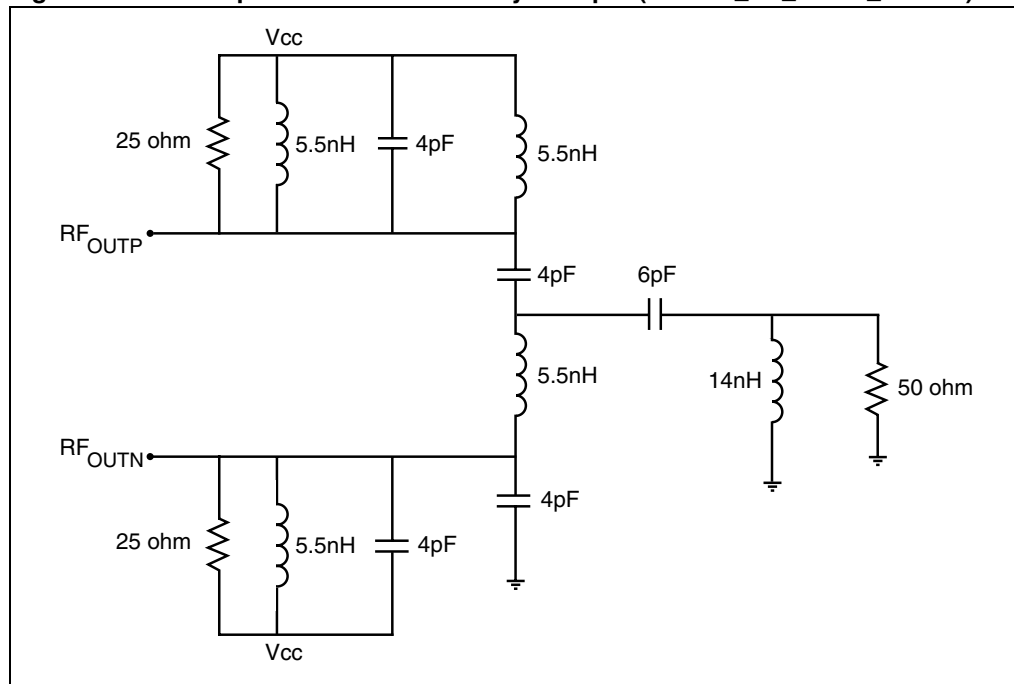 Vcc
25 ohm
5.5nH
4pF
5.5nH
RFOUTP
4pF
6pF
5.5nH
14nH
50 ohm
RFOUTN
4pF
25 ohm
5.5nH
4pF
Vcc